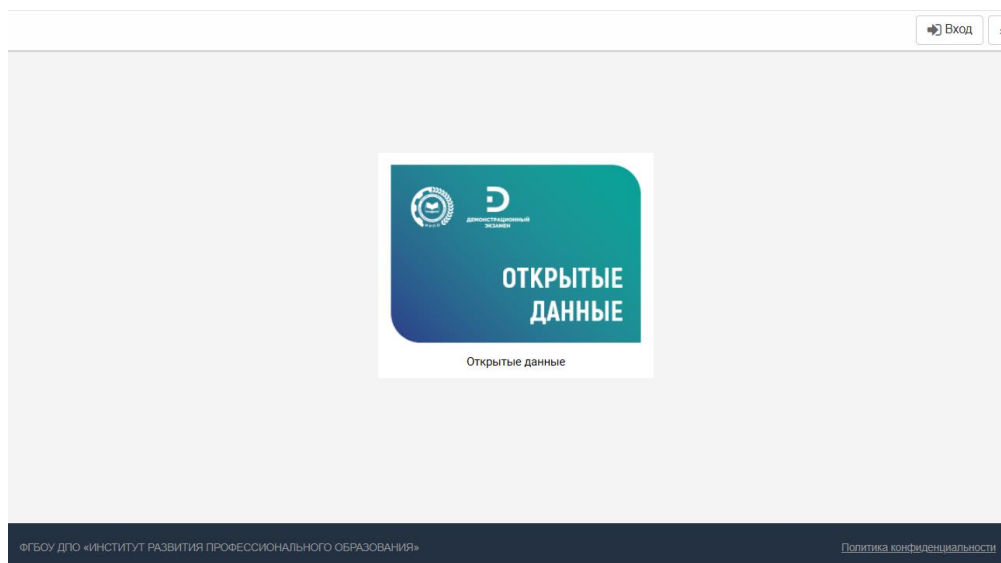 Вход
ДЕМОНСТРАЦИОННЫЙ
ЭКЗАМЕН
ОТКРЫТЫЕ
ДАННЫЕ
Открытые данные
ФГБОУ ДПО «ИНСТИТУТ РАЗВИТИЯ ПРОФЕССИОНАЛЬНОГО ОБРАЗОВАНИЯ»
Политика конфиденциальности